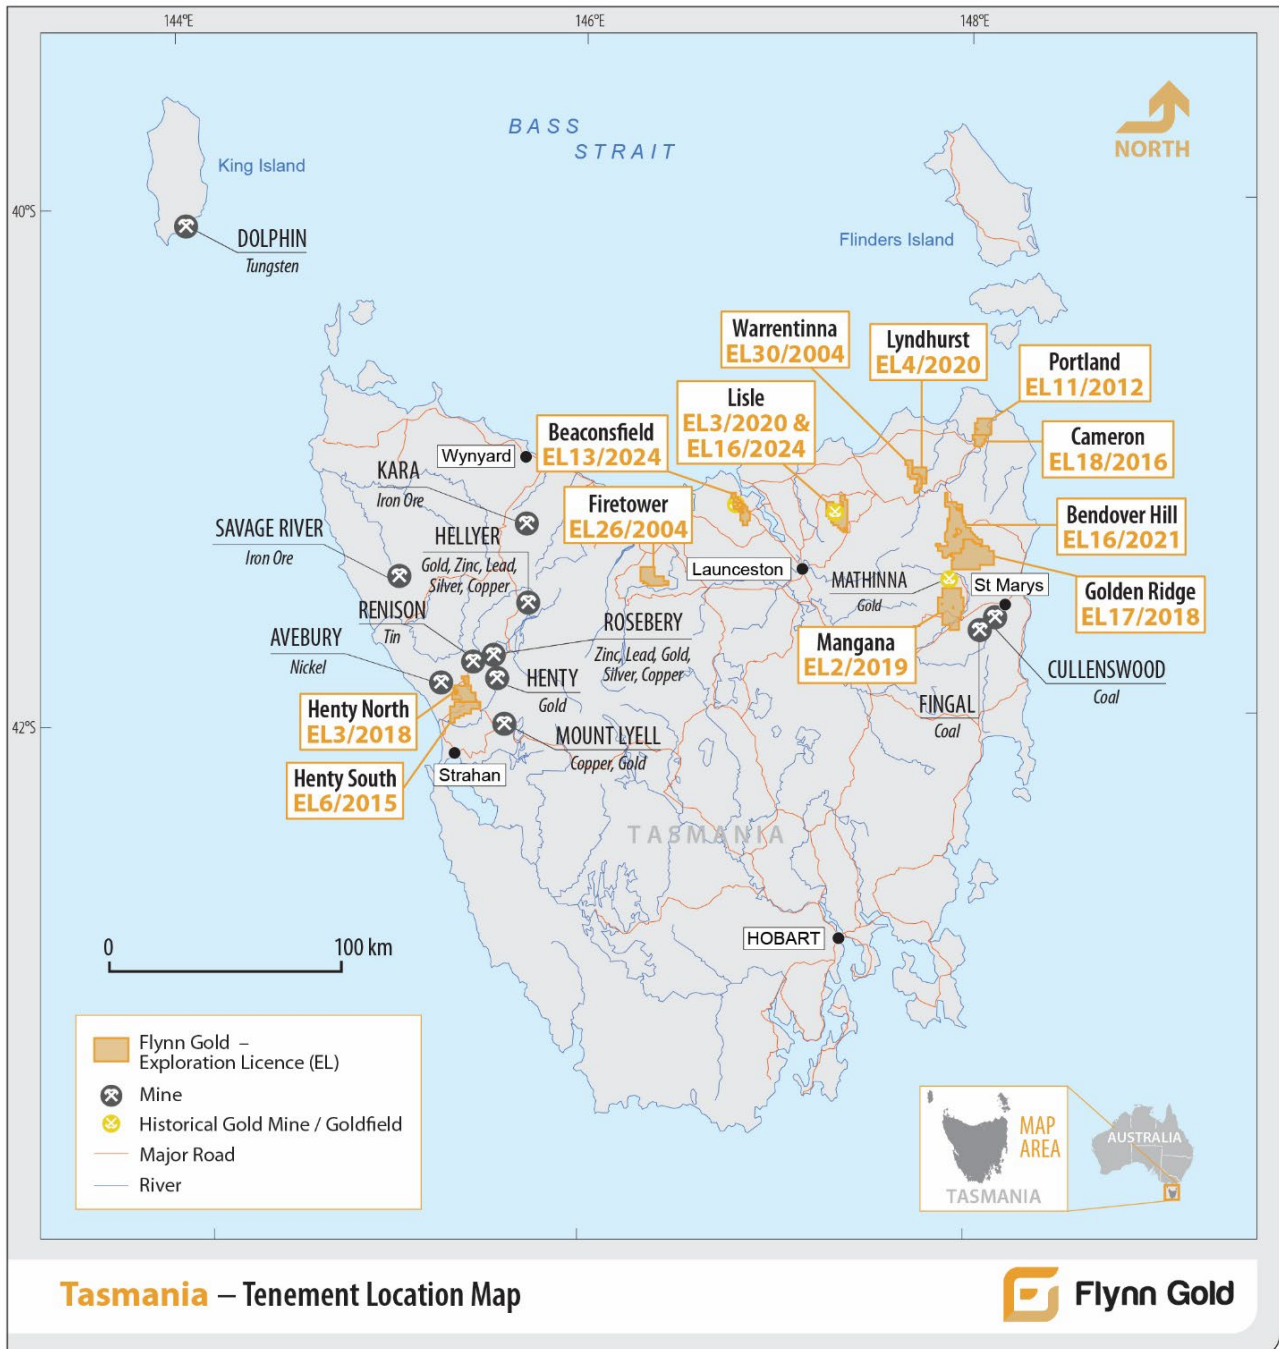 144°E
146°E
148°E
BASS
STRAIT
NORTH
King Island
40°S
DOLPHIN
Tungsten
Flinders Island
Warrentinna
EL30/2004
Lyndhurst
EL4/2020
Portland
EL11/2012
Lisle
EL3/2020 &
EL16/2024
Beaconsfield
EL13/2024
Cameron
EL18/2016
Wynyard
KARA
Iron Ore
Firetower
EL26/2004
Bendover Hill
EL16/2021
SAVAGE RIVER
Iron Ore
HELLYER
Gold, Zinc, Lead,
Silver, Copper
Launceston
MATHINNA
Gold
St Marys
Golden Ridge
EL17/2018
RENISON
Tin
ROSEBERY
Zinc, Lead, Gold,
Silver, Copper
AVEBURY
Nickel
Mangana
EL2/2019
CULLENSWOOD
Coal
HENTY
Gold
FINGAL
Coal
Henty North
EL3/2018
42°S
MOUNT LYELL
Copper, Gold
Henty South
EL6/2015
Strahan
TASMANIA
HOBART
0
100 km
Flynn Gold –
Exploration Licence (EL)
Mine
Historical Gold Mine / Goldfield
Major Road
River
MAP
AREA
TASMANIA
AUSTRALIA
Tasmania – Tenement Location Map
Flynn Gold